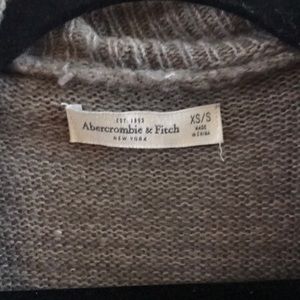 EST. 1892
Abercrombie & Fitch
NEW YORK
XS/S
MADE
IN CHINA